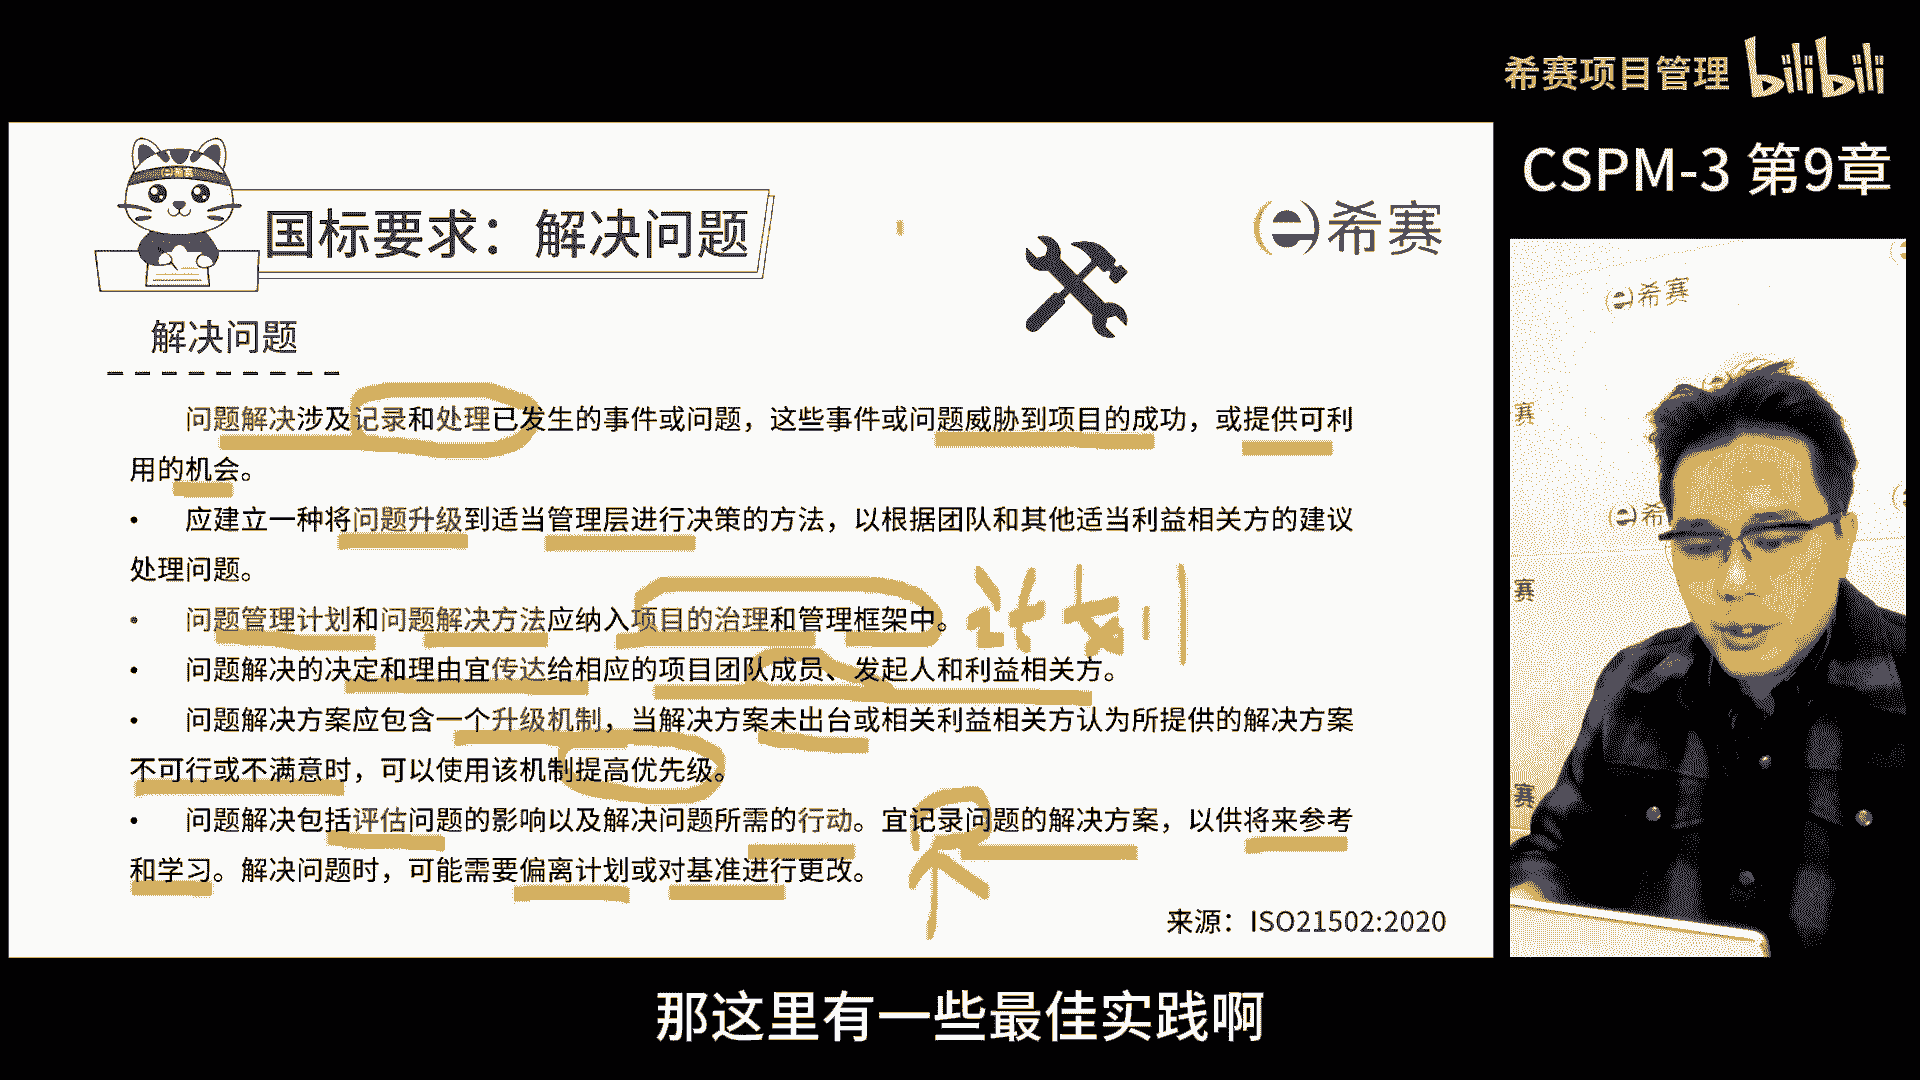 希赛项目管理 bilibili
CSPM-3 第9章
e希赛
国标要求：解决问题
e希赛
解决问题
问题解决涉及记录和处理已发生的事件或问题，这些事件或问题威胁到项目的成功，或提供可利
用的机会。
• 应建立一种将问题升级到适当管理层进行决策的方法，以根据团队和其他适当利益相关方的建议
处理问题。
• 问题管理计划和问题解决方法应纳入项目的治理和管理框架中。
计划
• 问题解决的决定和理由宜传达给相应的项目团队成员、发起人和利益相关方。
• 问题解决方案应包含一个升级机制，当解决方案未出台或相关利益相关方认为所提供的解决方案
不可行或不满意时，可以使用该机制提高优先级。
• 问题解决包括评估问题的影响以及解决问题所需的行动。宜记录问题的解决方案，以供将来参考
和学习。解决问题时，可能需要偏离计划或对基准进行更改。
来源：ISO21502:2020
e希赛
赛
e希
赛
赛
那这里有一些最佳实践啊